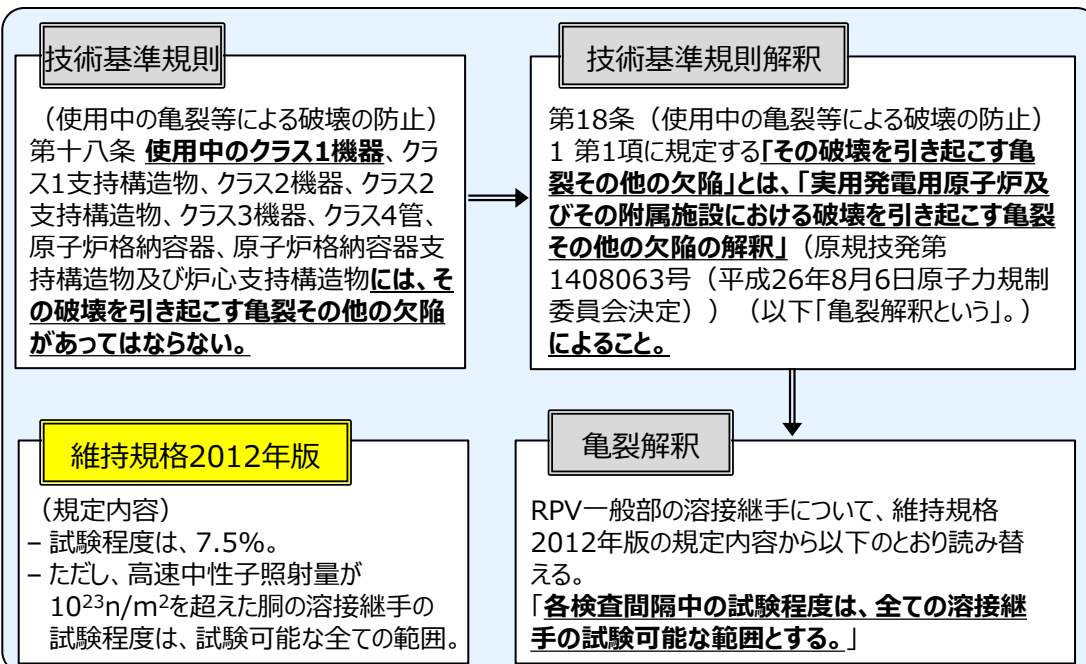 技術基準規則
（使用中の亀裂等による破壊の防止）
第十八条 使用中のクラス1機器、クラ
ス1支持構造物、クラス2機器、クラス2
支持構造物、クラス3機器、クラス4管、
原子炉格納容器、原子炉格納容器支
持構造物及び炉心支持構造物には、そ
の破壊を引き起こす亀裂その他の欠陥
があってはならない。
技術基準規則解釈
第18条（使用中の亀裂等による破壊の防止）
1 第1項に規定する「その破壊を引き起こす亀
裂その他の欠陥」とは、「実用発電用原子炉及
びその附属施設における破壊を引き起こす亀裂
その他の欠陥の解釈」（原規技発第
1408063号（平成26年8月6日原子力規制
委員会決定））（以下「亀裂解釈という」。）
によること。
維持規格2012年版
（規定内容）
– 試験程度は、7.5%。
– ただし、高速中性子照射量が
10²³n/m²を超えた胴の溶接継手の
試験程度は、試験可能な全ての範囲。
亀裂解釈
RPV一般部の溶接継手について、維持規格
2012年版の規定内容から以下のとおり読み替
える。
「各検査間隔中の試験程度は、全ての溶接継
手の試験可能な範囲とする。」